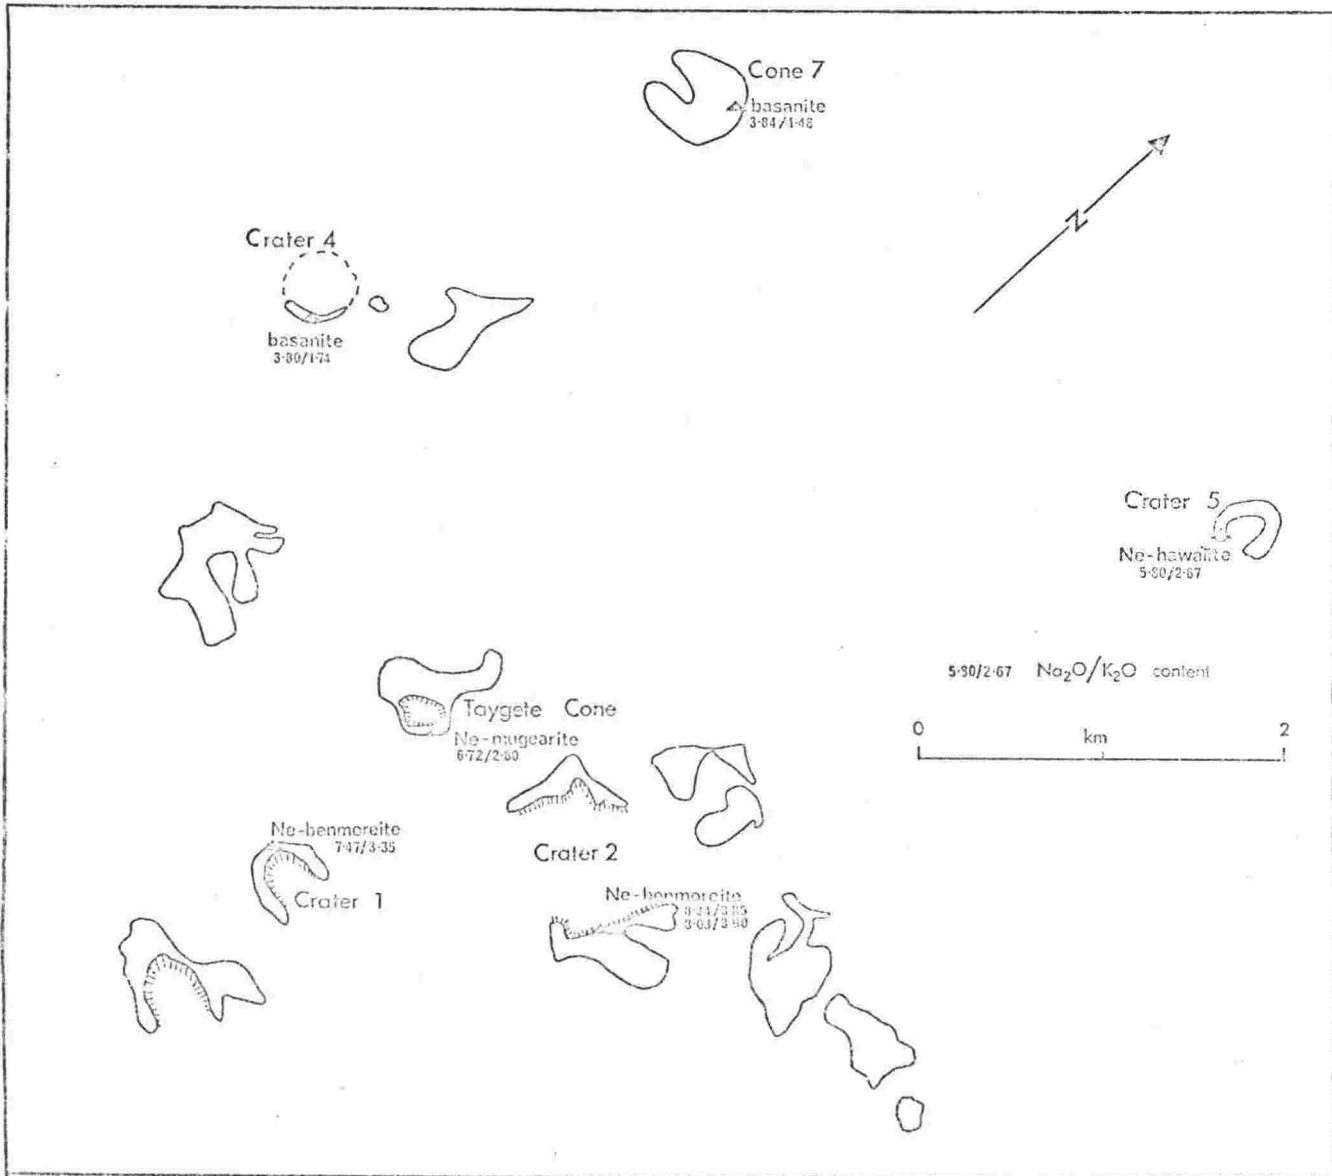 Cone 7
basanite
3·84/1·48
N
Crater 4
basanite
3·80/1·74
Crater 5
Ne-hawaiite
5·80/2·67
5·80/2·67 Na₂O/K₂O content
0 2
km
Taygete Cone
Ne-mugearite
6·72/2·80
Ne-benmoreite
7·47/3·35
Crater 1
Crater 2
Ne-benmoreite